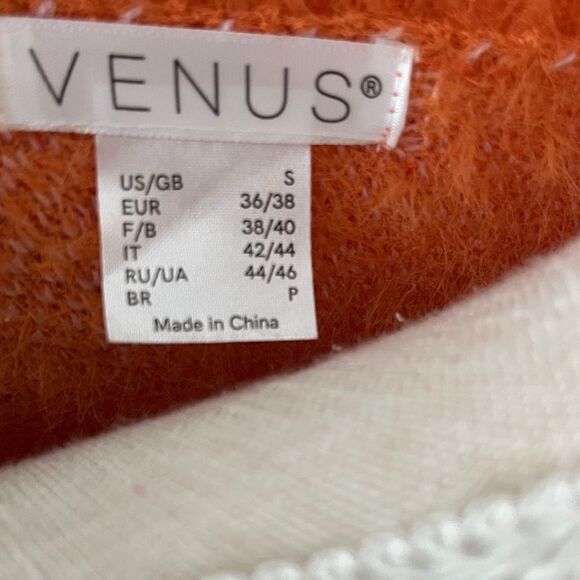 VENUS®
US/GB S
EUR 36/38
F/B 38/40
IT 42/44
RU/UA 44/46
BR P
Made in China